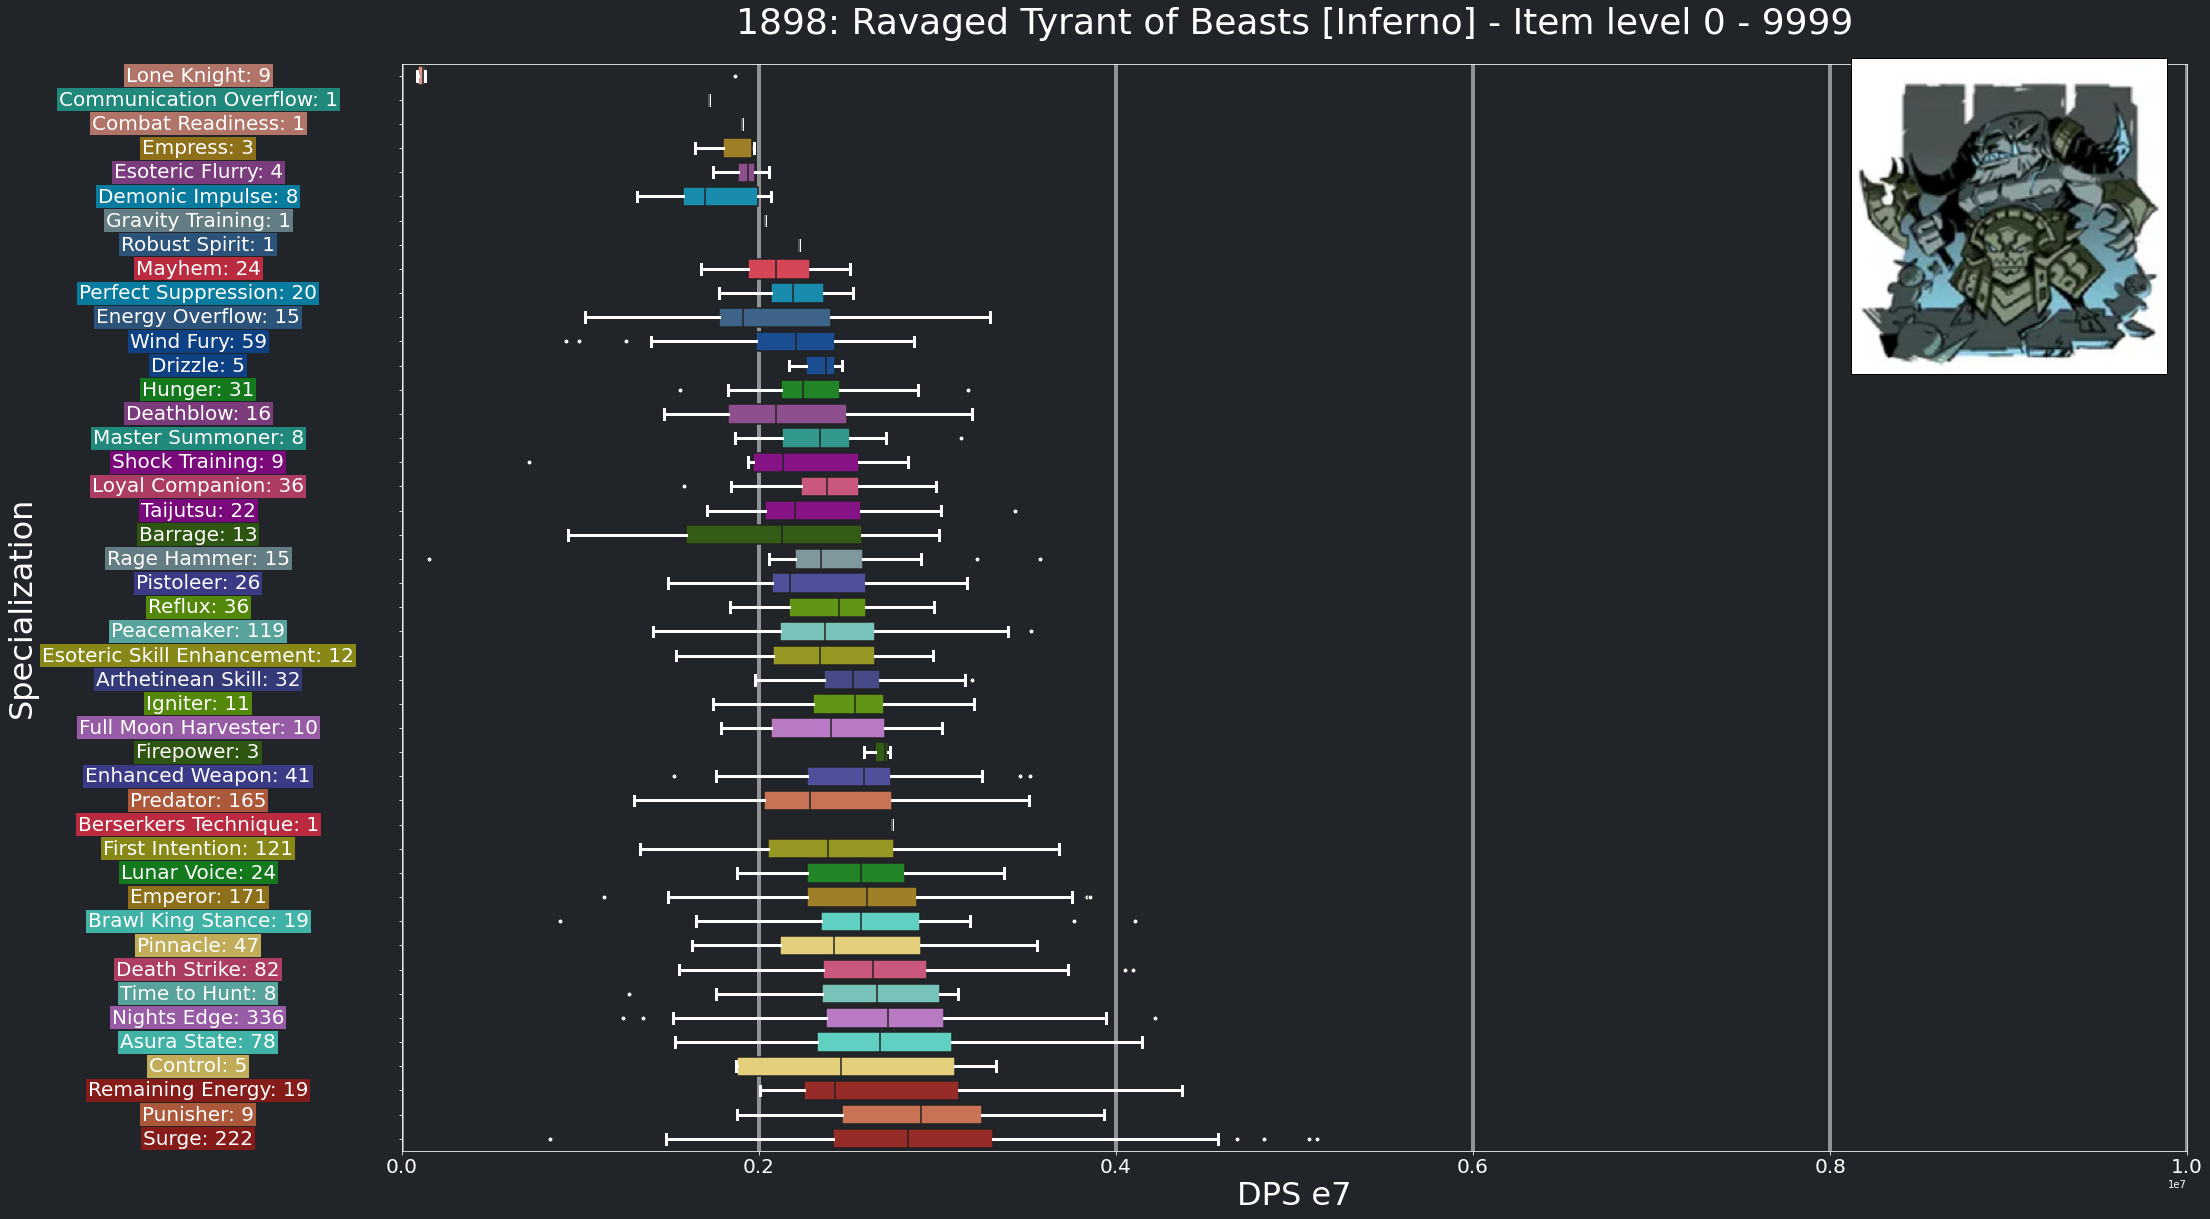 1898: Ravaged Tyrant of Beasts [Inferno] - Item level 0 - 9999
Specialization
Lone Knight: 9
Communication Overflow: 1
Combat Readiness: 1
Empress: 3
Esoteric Flurry: 4
Demonic Impulse: 8
Gravity Training: 1
Robust Spirit: 1
Mayhem: 24
Perfect Suppression: 20
Energy Overflow: 15
Wind Fury: 59
Drizzle: 5
Hunger: 31
Deathblow: 16
Master Summoner: 8
Shock Training: 9
Loyal Companion: 36
Taijutsu: 22
Barrage: 13
Rage Hammer: 15
Pistoleer: 26
Reflux: 36
Peacemaker: 119
Esoteric Skill Enhancement: 12
Arthetinean Skill: 32
Igniter: 11
Full Moon Harvester: 10
Firepower: 3
Enhanced Weapon: 41
Predator: 165
Berserkers Technique: 1
First Intention: 121
Lunar Voice: 24
Emperor: 171
Brawl King Stance: 19
Pinnacle: 47
Death Strike: 82
Time to Hunt: 8
Nights Edge: 336
Asura State: 78
Control: 5
Remaining Energy: 19
Punisher: 9
Surge: 222
0.0 0.2 0.4 0.6 0.8 1.0
1e7
DPS e7